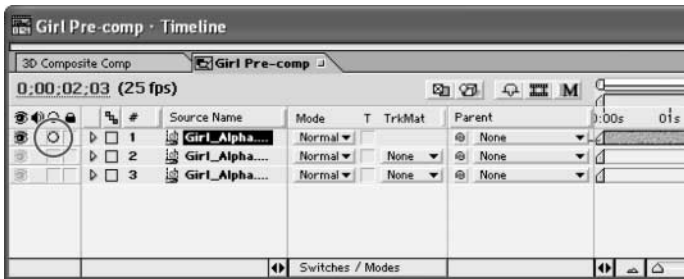 Girl Pre-comp · Timeline
3D Composite Comp Girl Pre-comp
0;00;02;03 (25 fps) M
# Source Name Mode T TrkMat Parent ):00s 01s
1 Girl_Alpha.... Normal None
2 Girl_Alpha.... Normal None None
3 Girl_Alpha.... Normal None None
Switches / Modes